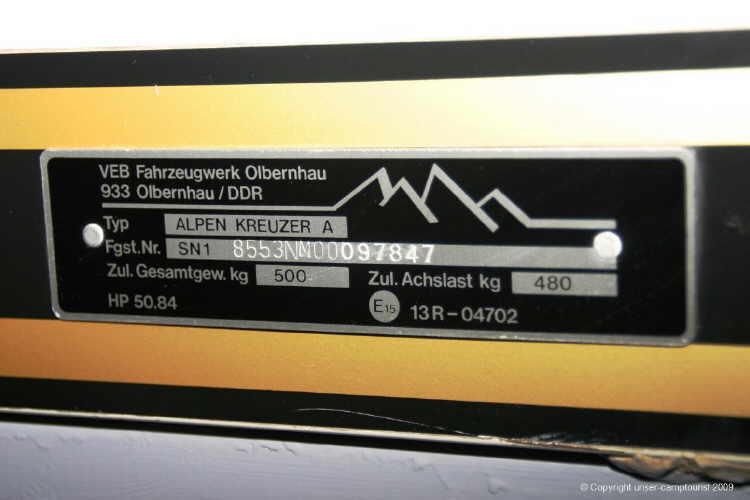 VEB Fahrzeugwerk Olbernhau
933 Olbernhau / DDR
Typ ALPEN KREUZER A
Fgst.Nr. SN1 8553NM00097847
Zul. Gesamtgew. kg 500 Zul. Achslast kg 480
HP 50.84 E15 13R-04702
© Copyright unser-camptourist 2009